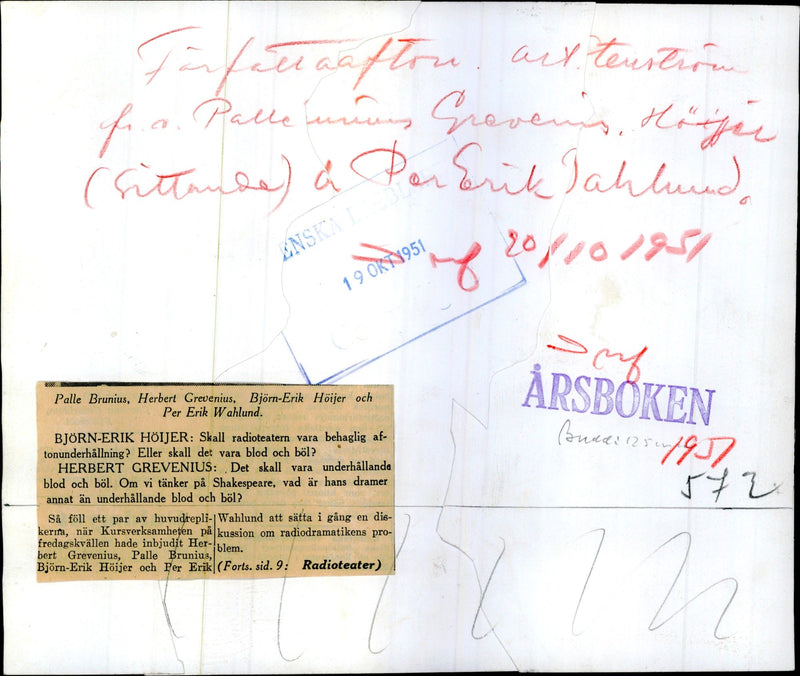 Författaafton. art. tenström
fr. v. Palle Brunius Grevenius, Höijer
(sittande) å Per Erik Wahlund.
ENSKA
19 OKT 1951
20/10 1951
ÅRSBOKEN
1951
572
Palle Brunius, Herbert Grevenius, Björn-Erik Höijer och
Per Erik Wahlund.
BJÖRN-ERIK HÖIJER: Skall radioteatern vara behaglig af-
tonunderhållning? Eller skall det vara blod och böl?
HERBERT GREVENIUS: Det skall vara underhållande
blod och böl. Om vi tänker på Shakespeare, vad är hans dramer
annat än underhållande blod och böl?
Så föll ett par av huvudrepli-
kerna, när Kursverksamheten på
fredagskvällen hade inbjudit Her-
bert Grevenius, Palle Brunius,
Björn-Erik Höijer och Per Erik
Wahlund att sätta i gång en dis-
kussion om radiodramatikens pro-
blem.
(Forts. sid. 9: Radioteater)